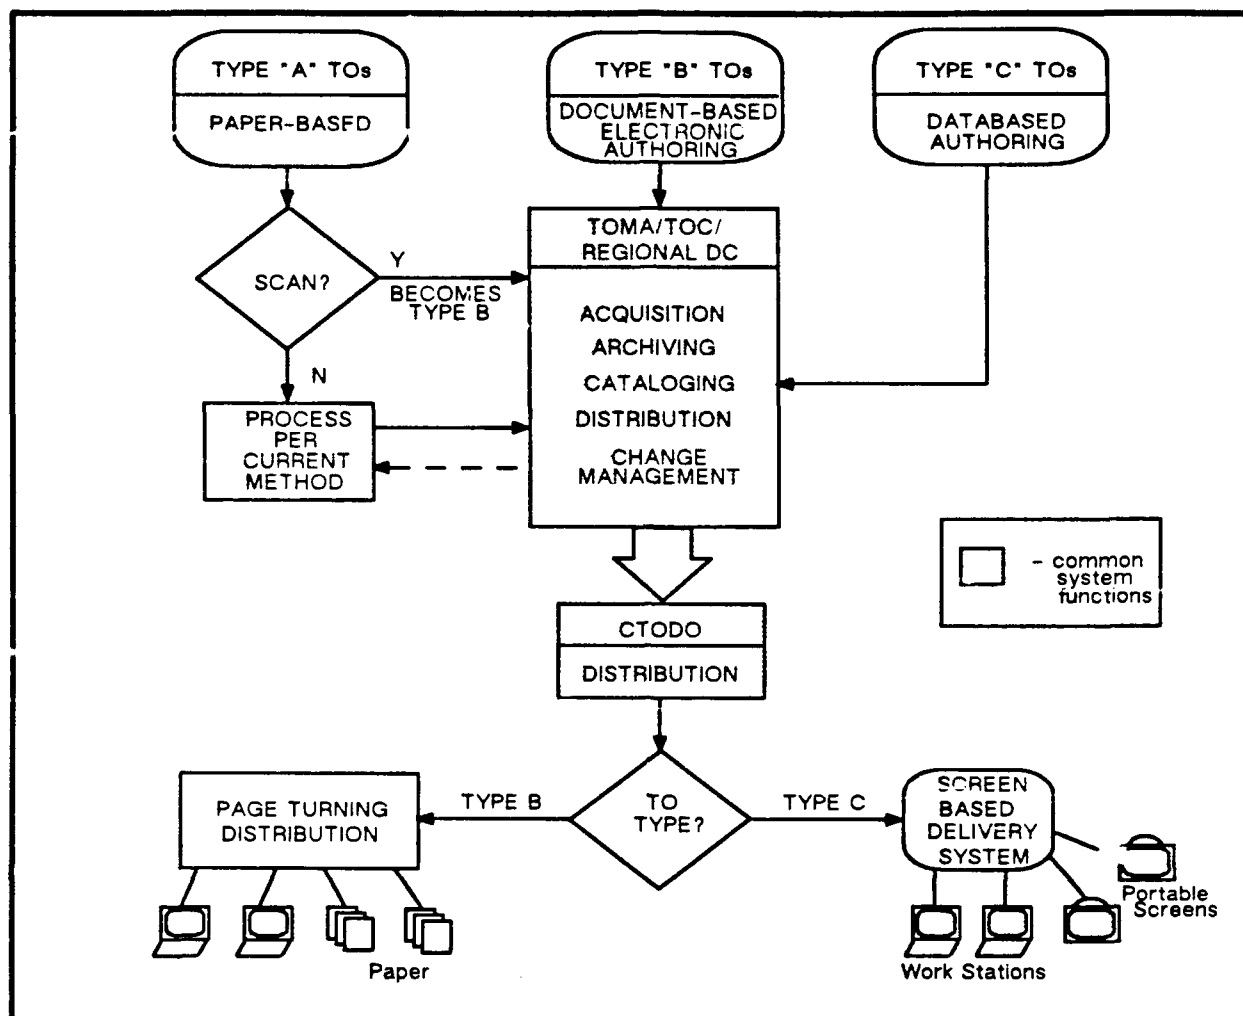 TYPE "A" TOs
PAPER-BASED
TYPE "B" TOs
DOCUMENT-BASED
ELECTRONIC
AUTHORING
TYPE "C" TOs
DATABASED
AUTHORING
SCAN?
Y
BECOMES
TYPE B
N
PROCESS
PER
CURRENT
METHOD
TOMA/TOC/
REGIONAL DC
ACQUISITION
ARCHIVING
CATALOGING
DISTRIBUTION
CHANGE
MANAGEMENT
- common
system
functions
CTODO
DISTRIBUTION
TO
TYPE?
TYPE B
TYPE C
PAGE TURNING
DISTRIBUTION
Paper
SCREEN
BASED
DELIVERY
SYSTEM
Portable
Screens
Work Stations